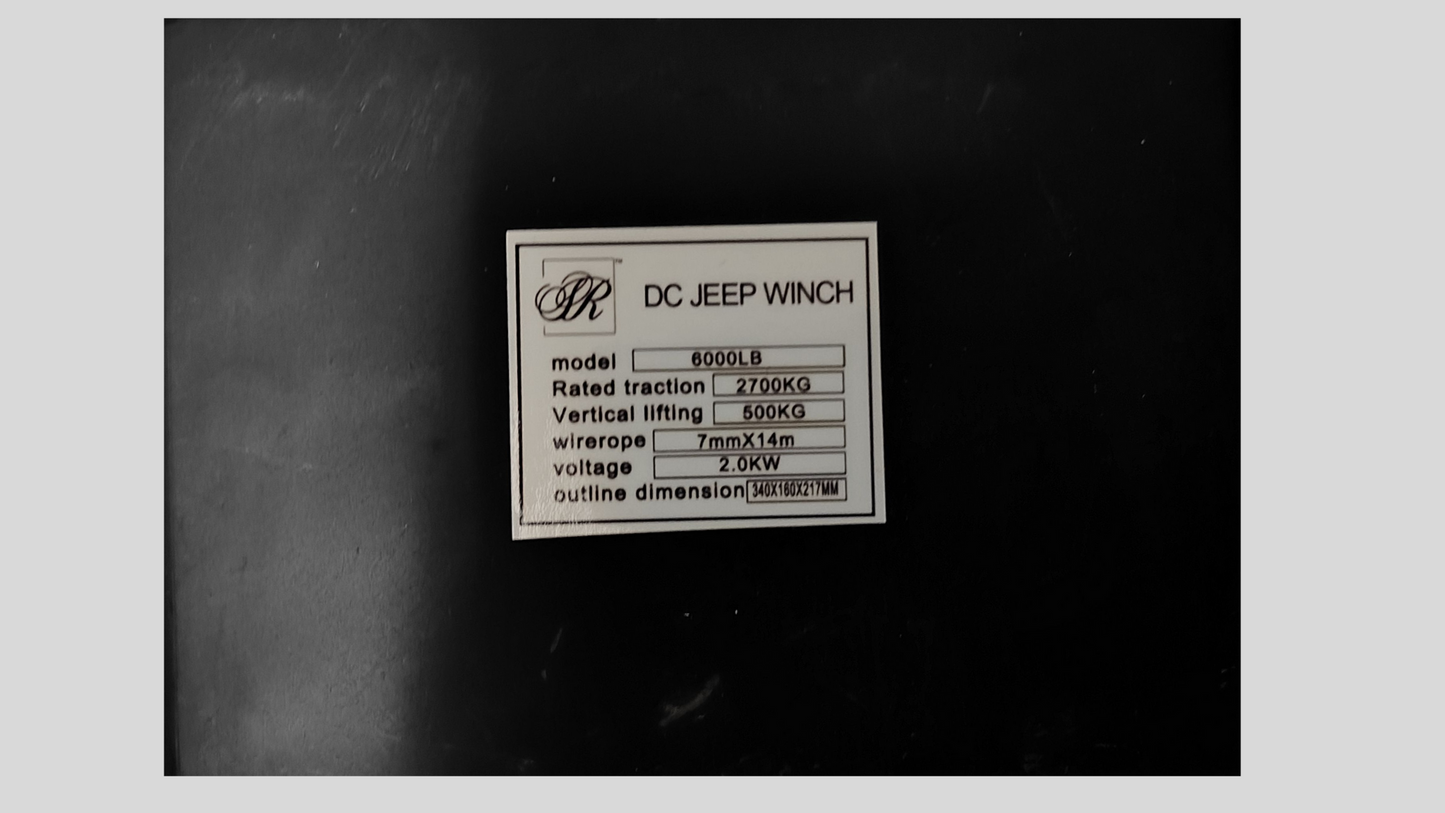 SR
DC JEEP WINCH
model 6000LB
Rated traction 2700KG
Vertical lifting 500KG
wirerope 7mmX14m
voltage 2.0KW
outline dimension 340X160X217MM